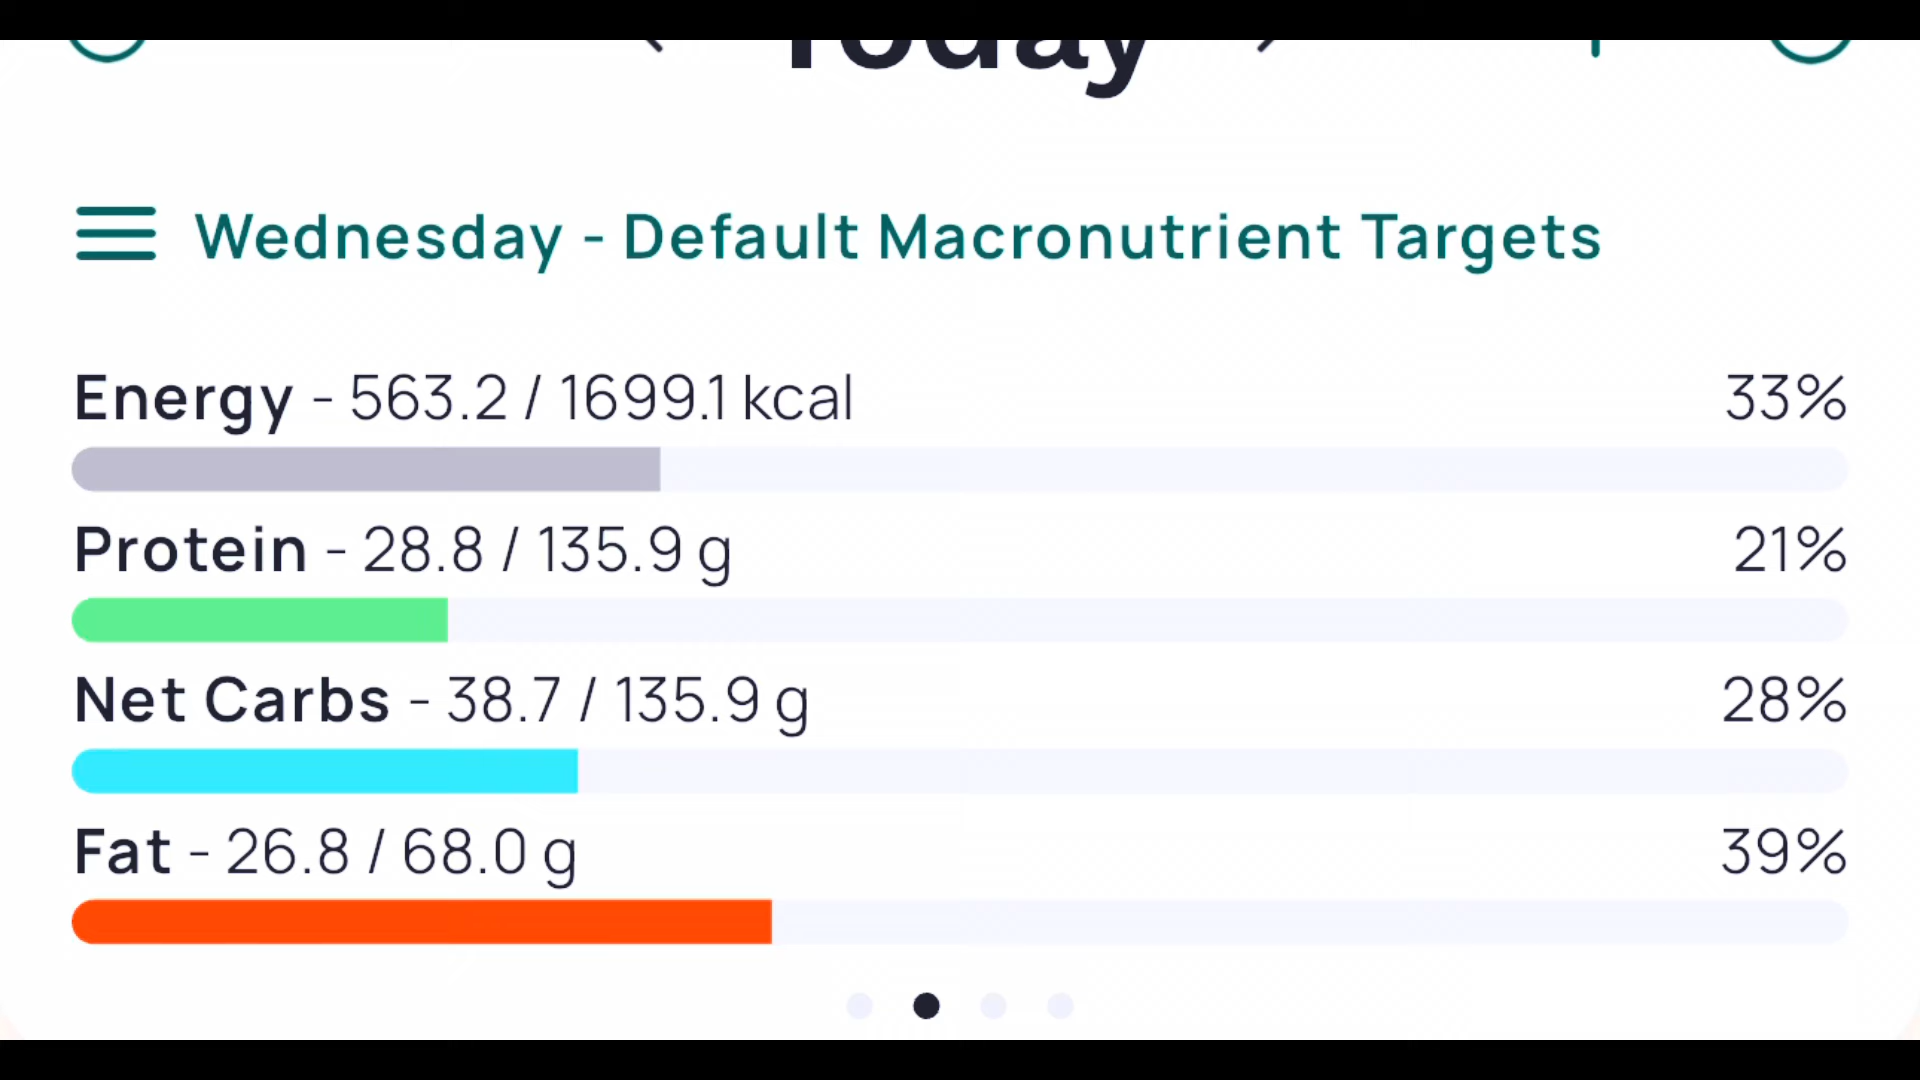 Today
Wednesday - Default Macronutrient Targets
Energy - 563.2 / 1699.1 kcal 33%
Protein - 28.8 / 135.9 g 21%
Net Carbs - 38.7 / 135.9 g 28%
Fat - 26.8 / 68.0 g 39%